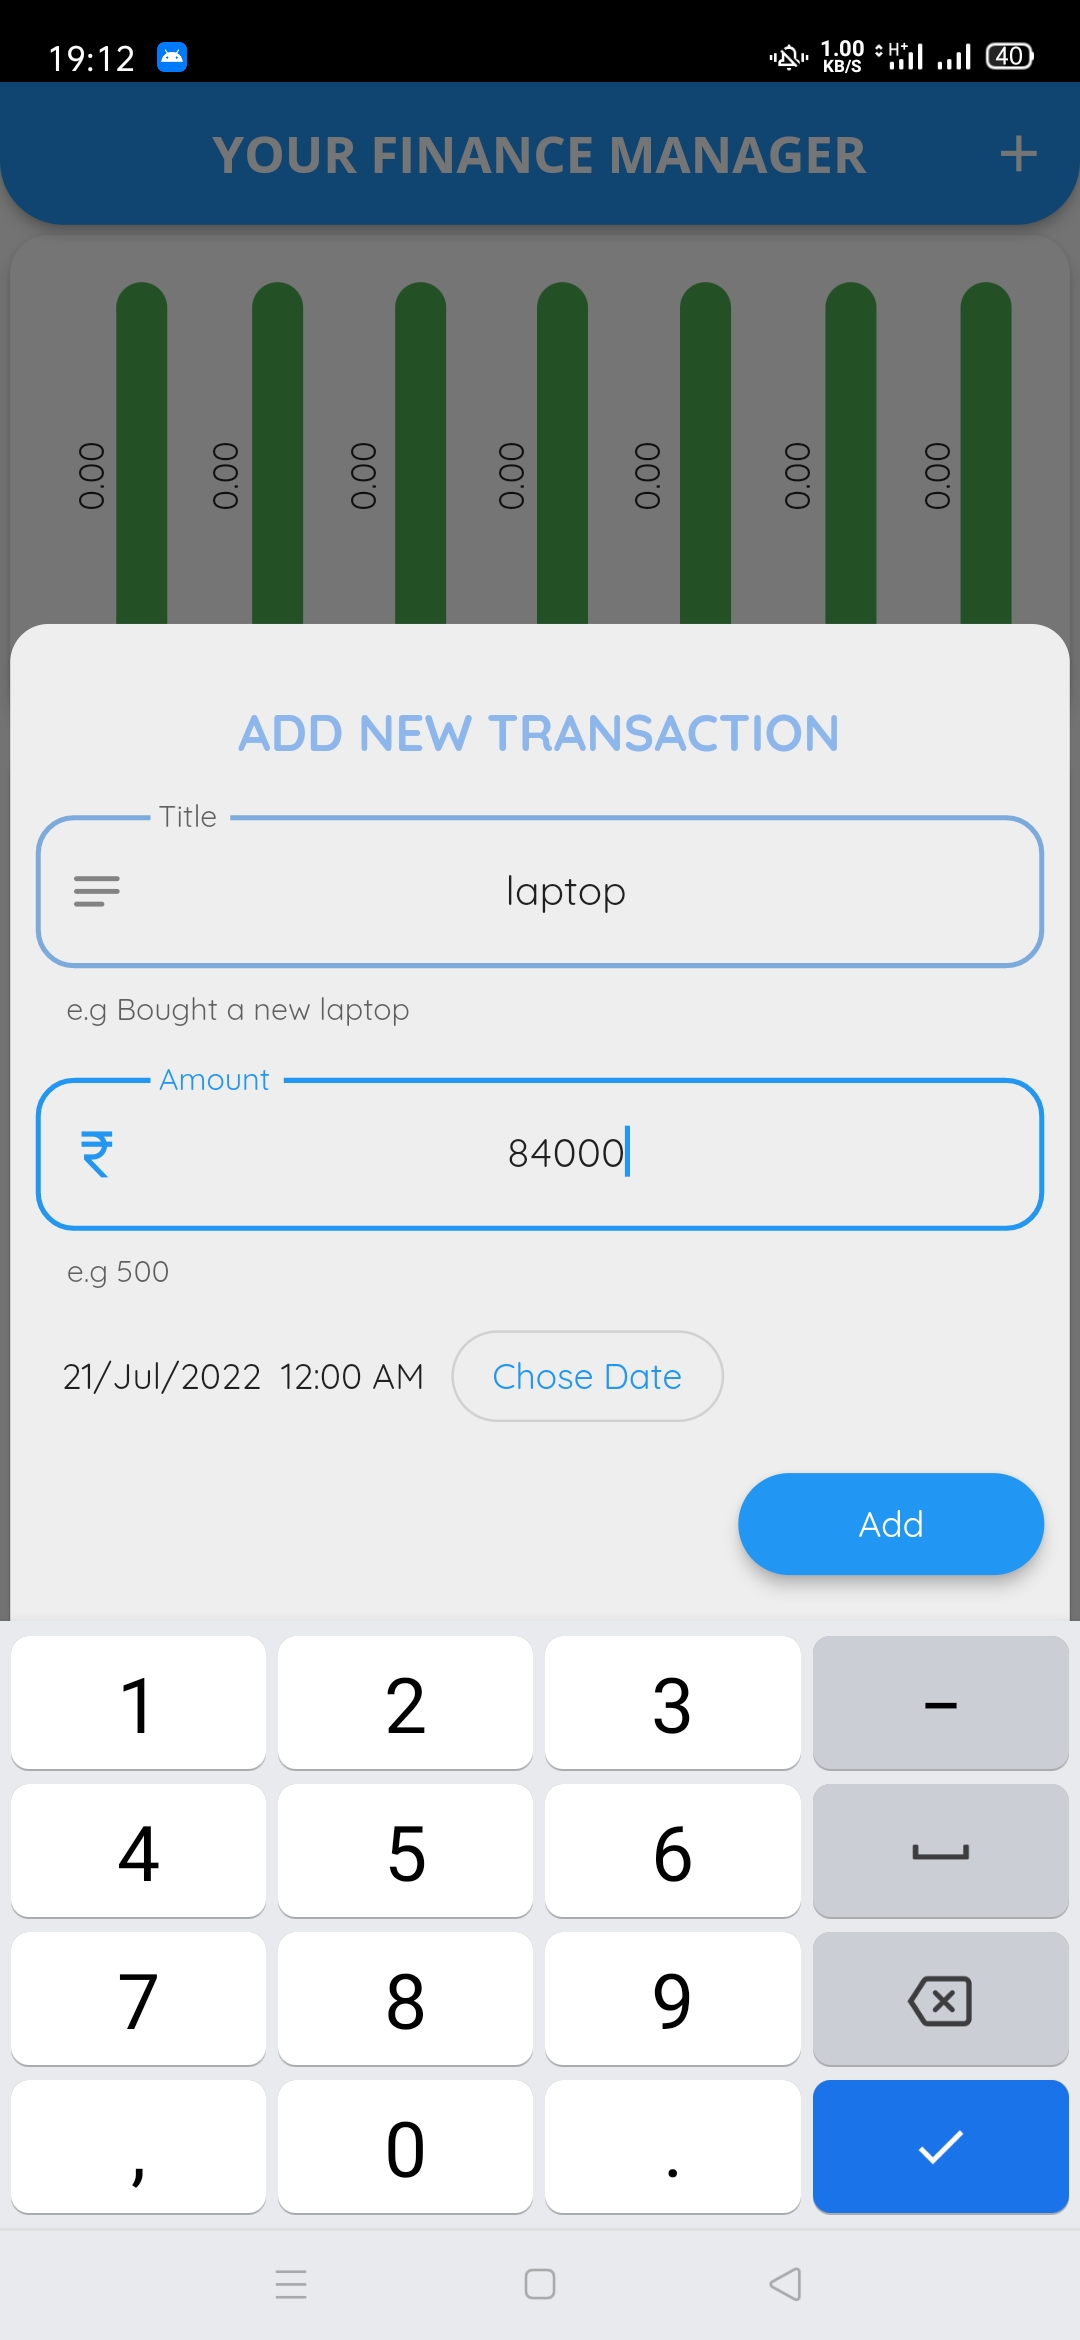 19:12
1.00
KB/S
H+
40
YOUR FINANCE MANAGER
0.00 0.00 0.00 0.00 0.00 0.00 0.00
ADD NEW TRANSACTION
Title
laptop
e.g Bought a new laptop
Amount
₹ 84000
e.g 500
21/Jul/2022 12:00 AM Chose Date
Add
1 2 3 –
4 5 6
7 8 9
, 0 .